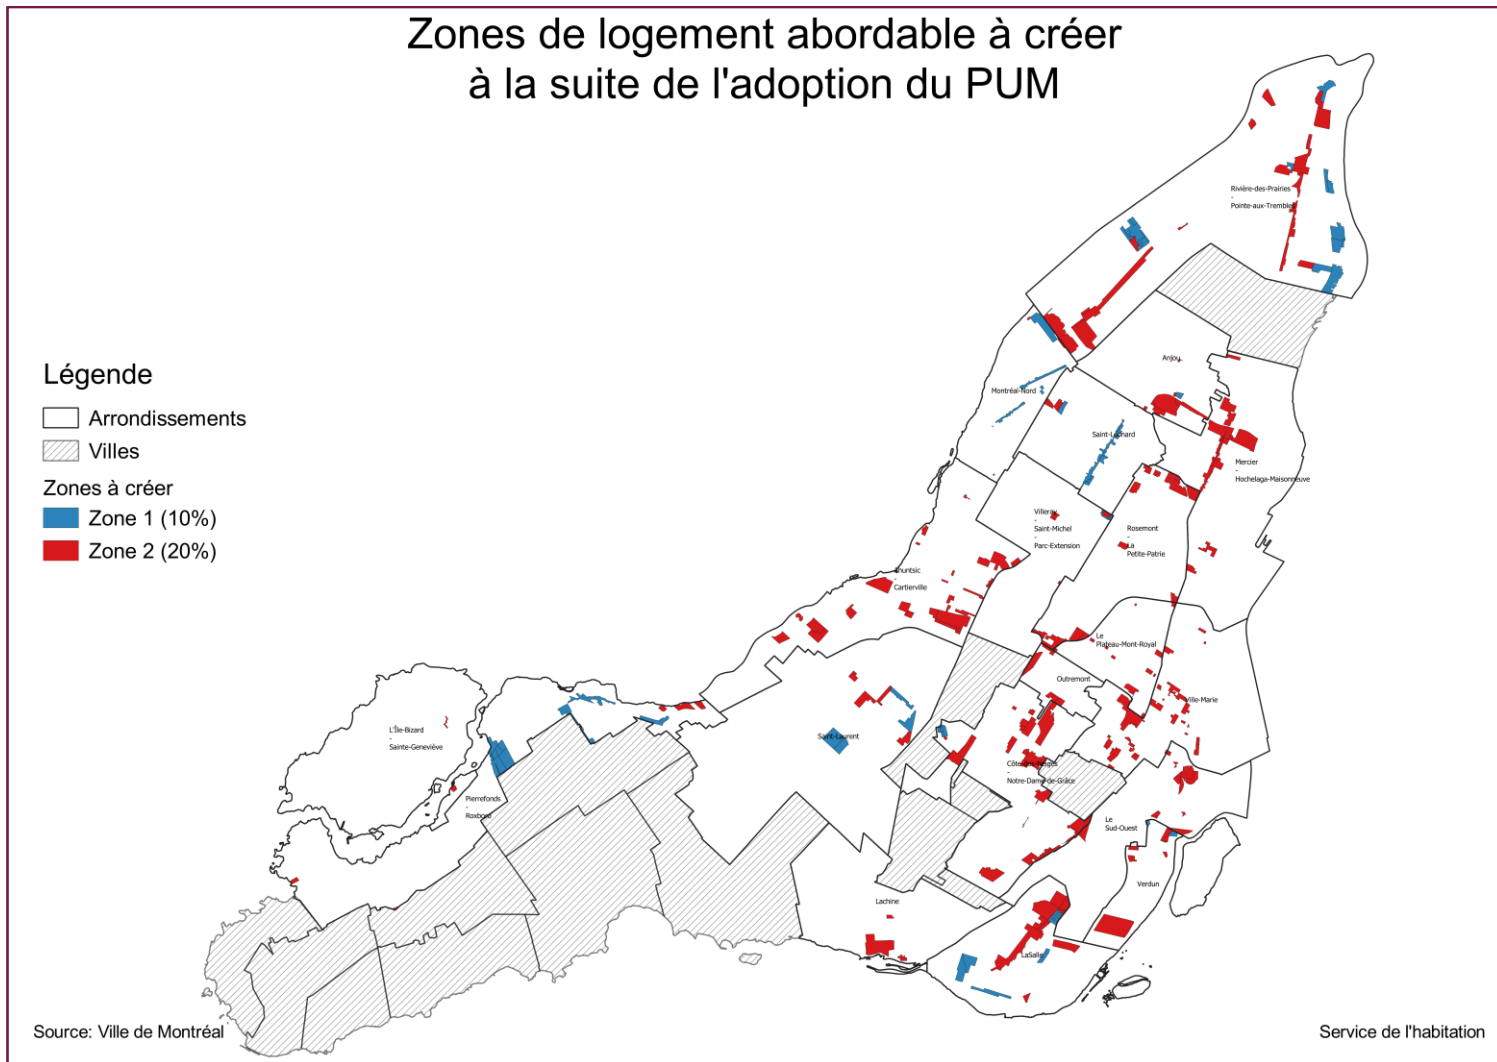 Zones de logement abordable à créer
à la suite de l'adoption du PUM
Rivière-des-Prairies
-
Pointe-aux-Trembles
Anjou
Montréal-Nord
Saint-Léonard
Mercier
-
Hochelaga-Maisonneuve
Légende
Arrondissements
Villes
Zones à créer
Zone 1 (10%)
Zone 2 (20%)
Villeray
-
Saint-Michel
-
Parc-Extension
Rosemont
-
La
Petite-Patrie
Ahuntsic
-
Cartierville
Le
Plateau-Mont-Royal
Outremont
Ville-Marie
L'Île-Bizard
-
Sainte-Geneviève
Saint-Laurent
Côte-des-Neiges
-
Notre-Dame-de-Grâce
Pierrefonds
-
Roxboro
Le
Sud-Ouest
Verdun
Lachine
LaSalle
Source: Ville de Montréal
Service de l'habitation